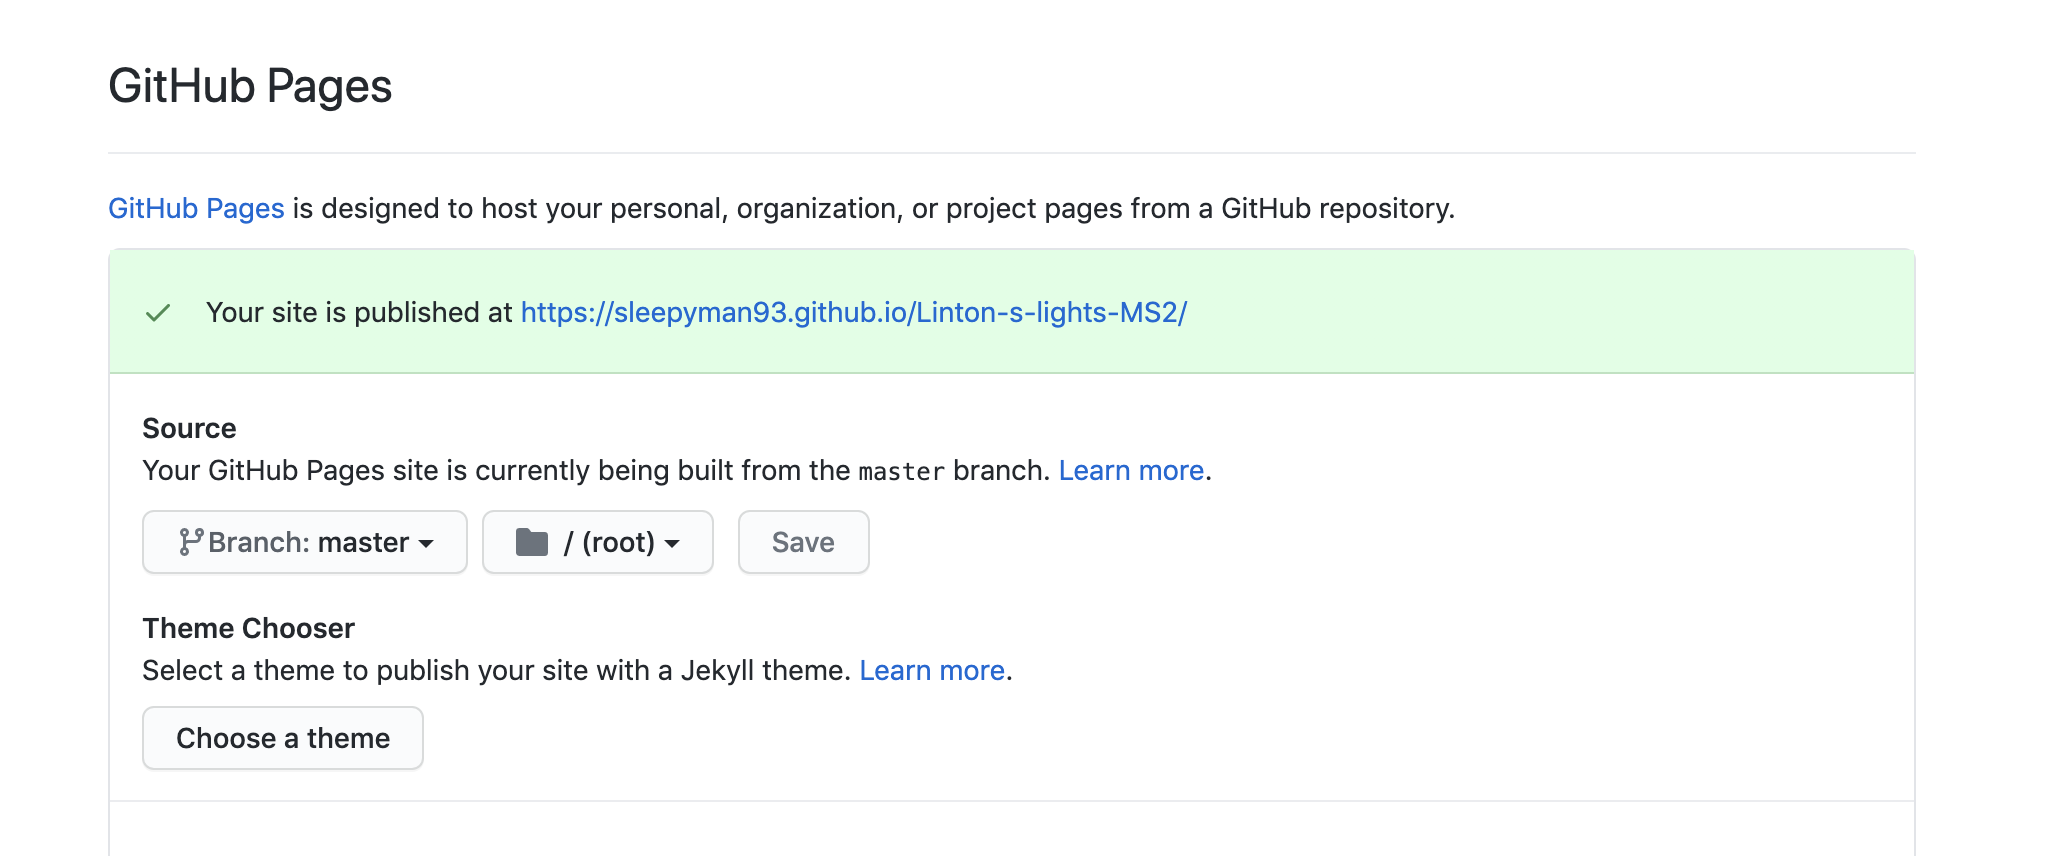 GitHub Pages
GitHub Pages is designed to host your personal, organization, or project pages from a GitHub repository.
Your site is published at https://sleepyman93.github.io/Linton-s-lights-MS2/
Source
Your GitHub Pages site is currently being built from the master branch. Learn more.
Branch: master / (root) Save
Theme Chooser
Select a theme to publish your site with a Jekyll theme. Learn more.
Choose a theme